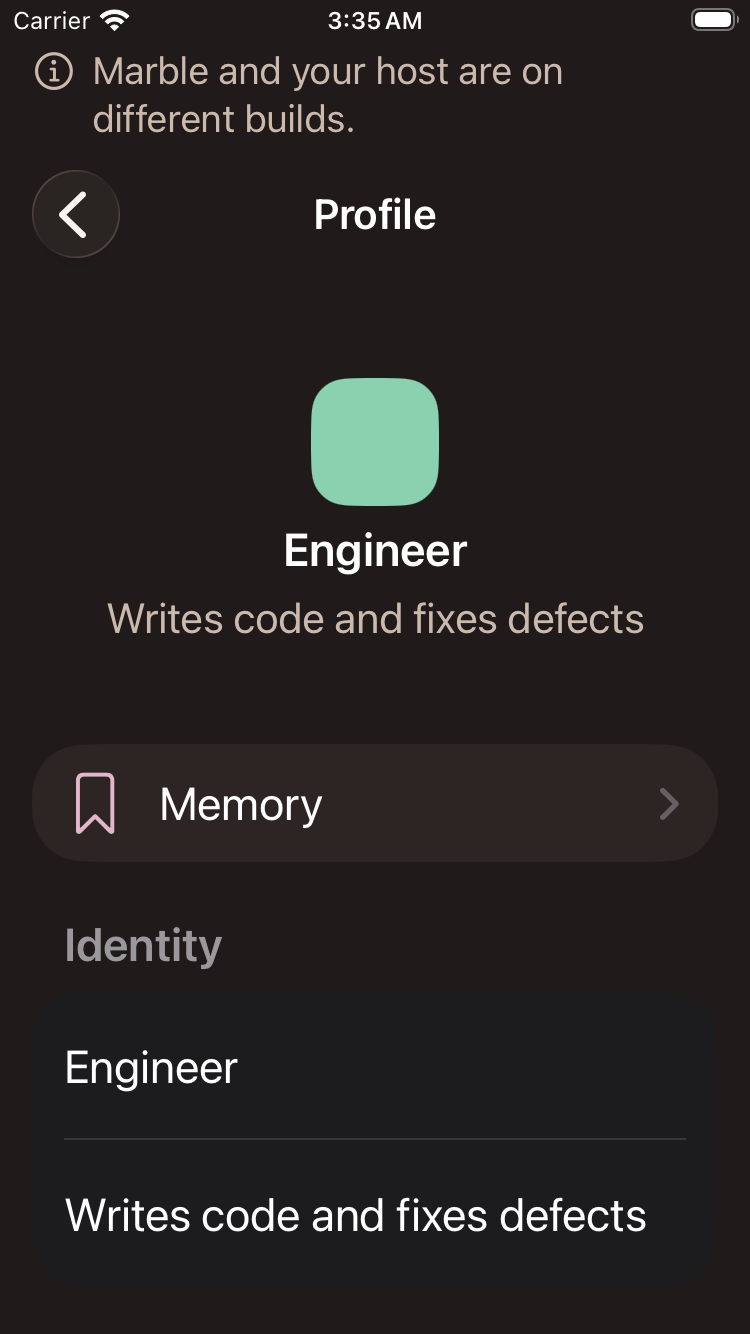 Carrier 3:35 AM
Marble and your host are on
different builds.
Profile
Engineer
Writes code and fixes defects
Memory
Identity
Engineer
Writes code and fixes defects